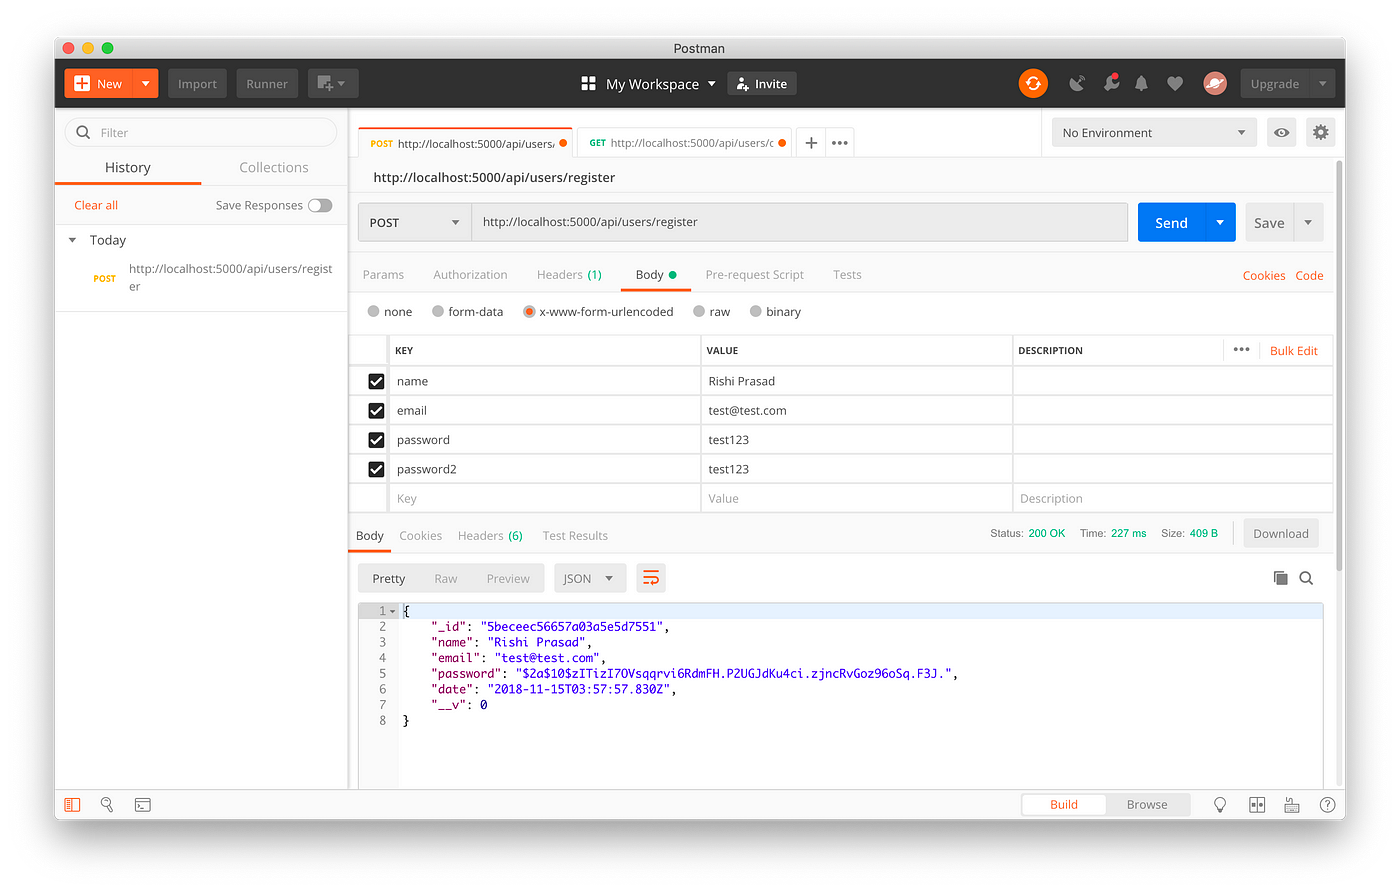 Postman
New
Import
Runner
My Workspace
Invite
Upgrade
Filter
History
Collections
Clear all
Save Responses
Today
POST
http://localhost:5000/api/users/regist
er
POST http://localhost:5000/api/users/
GET http://localhost:5000/api/users/c
No Environment
http://localhost:5000/api/users/register
POST
http://localhost:5000/api/users/register
Send
Save
Params
Authorization
Headers (1)
Body
Pre-request Script
Tests
Cookies
Code
none
form-data
x-www-form-urlencoded
raw
binary
KEY
VALUE
DESCRIPTION
Bulk Edit
name
Rishi Prasad
email
test@test.com
password
test123
password2
test123
Key
Value
Description
Body
Cookies
Headers (6)
Test Results
Status: 200 OK
Time: 227 ms
Size: 409 B
Download
Pretty
Raw
Preview
JSON
1 {
2 "_id": "5beceec56657a03a5e5d7551",
3 "name": "Rishi Prasad",
4 "email": "test@test.com",
5 "password": "$2a$10$zITizI7OVsqqrvi6RdmFH.P2UGJdKu4ci.zjncRvGoz96oSq.F3J.",
6 "date": "2018-11-15T03:57:57.830Z",
7 "__v": 0
8 }
Build
Browse